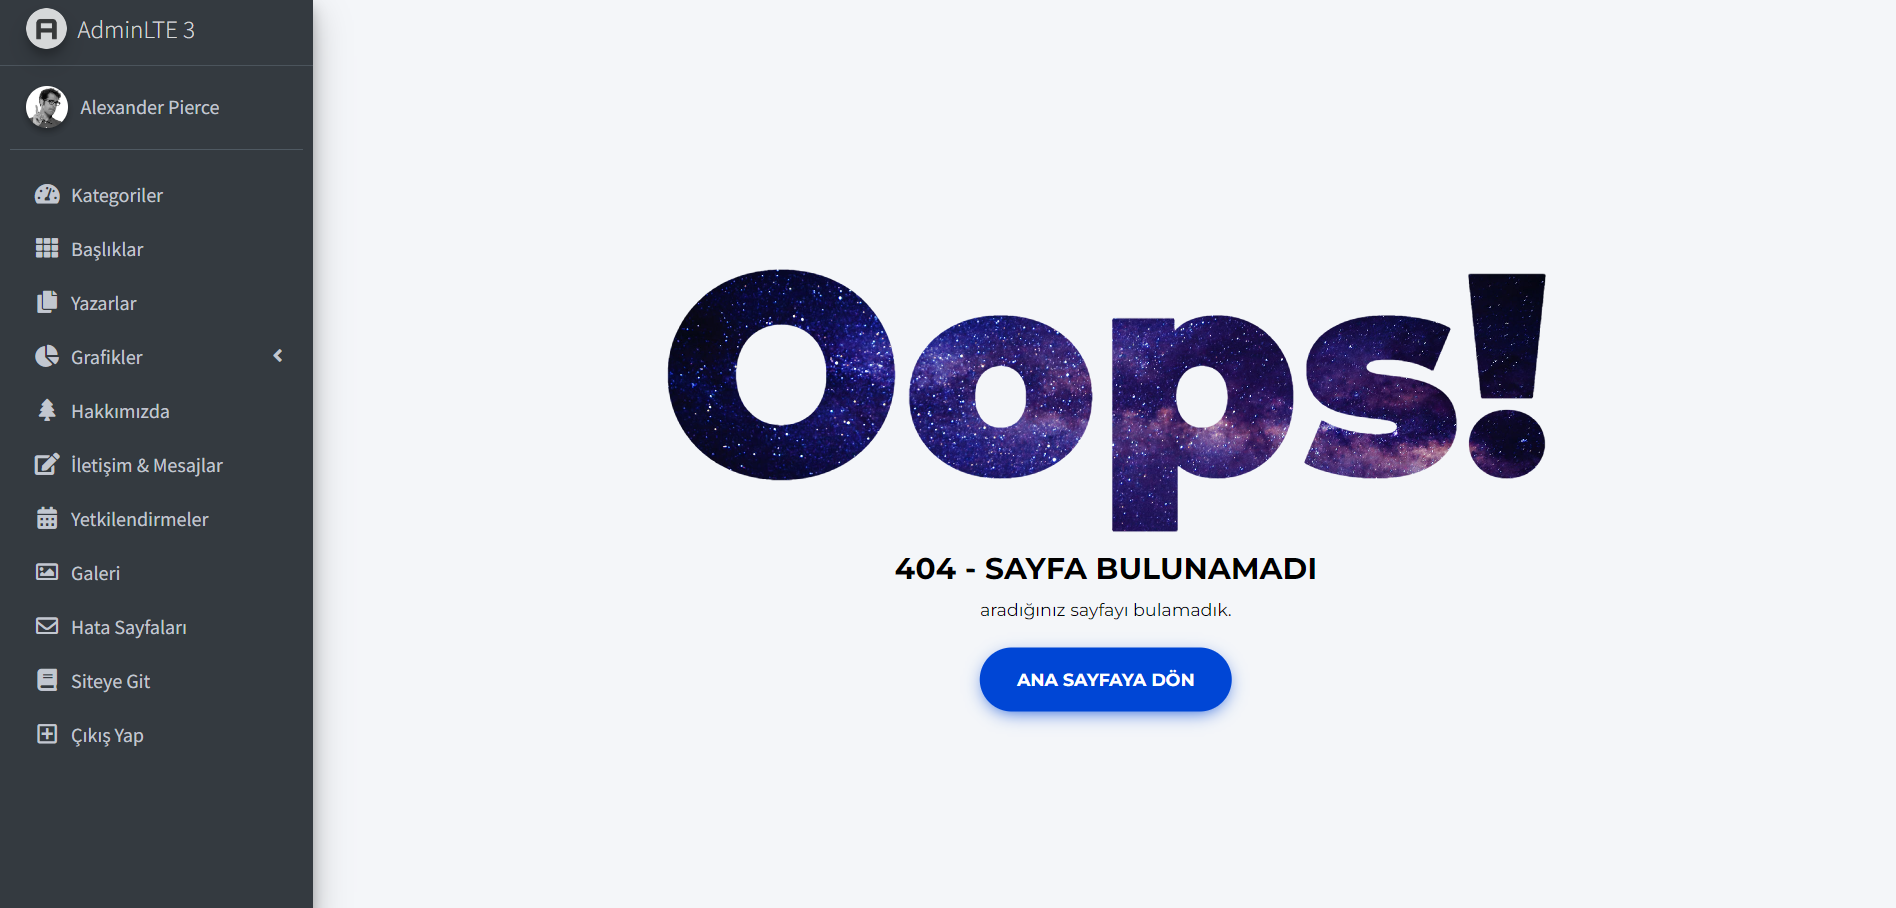 AdminLTE 3
Alexander Pierce
Kategoriler
Başlıklar
Yazarlar
Grafikler
Hakkımızda
İletişim & Mesajlar
Yetkilendirmeler
Galeri
Hata Sayfaları
Siteye Git
Çıkış Yap
Oops!
404 - SAYFA BULUNAMADI
aradığınız sayfayı bulamadık.
ANA SAYFAYA DÖN